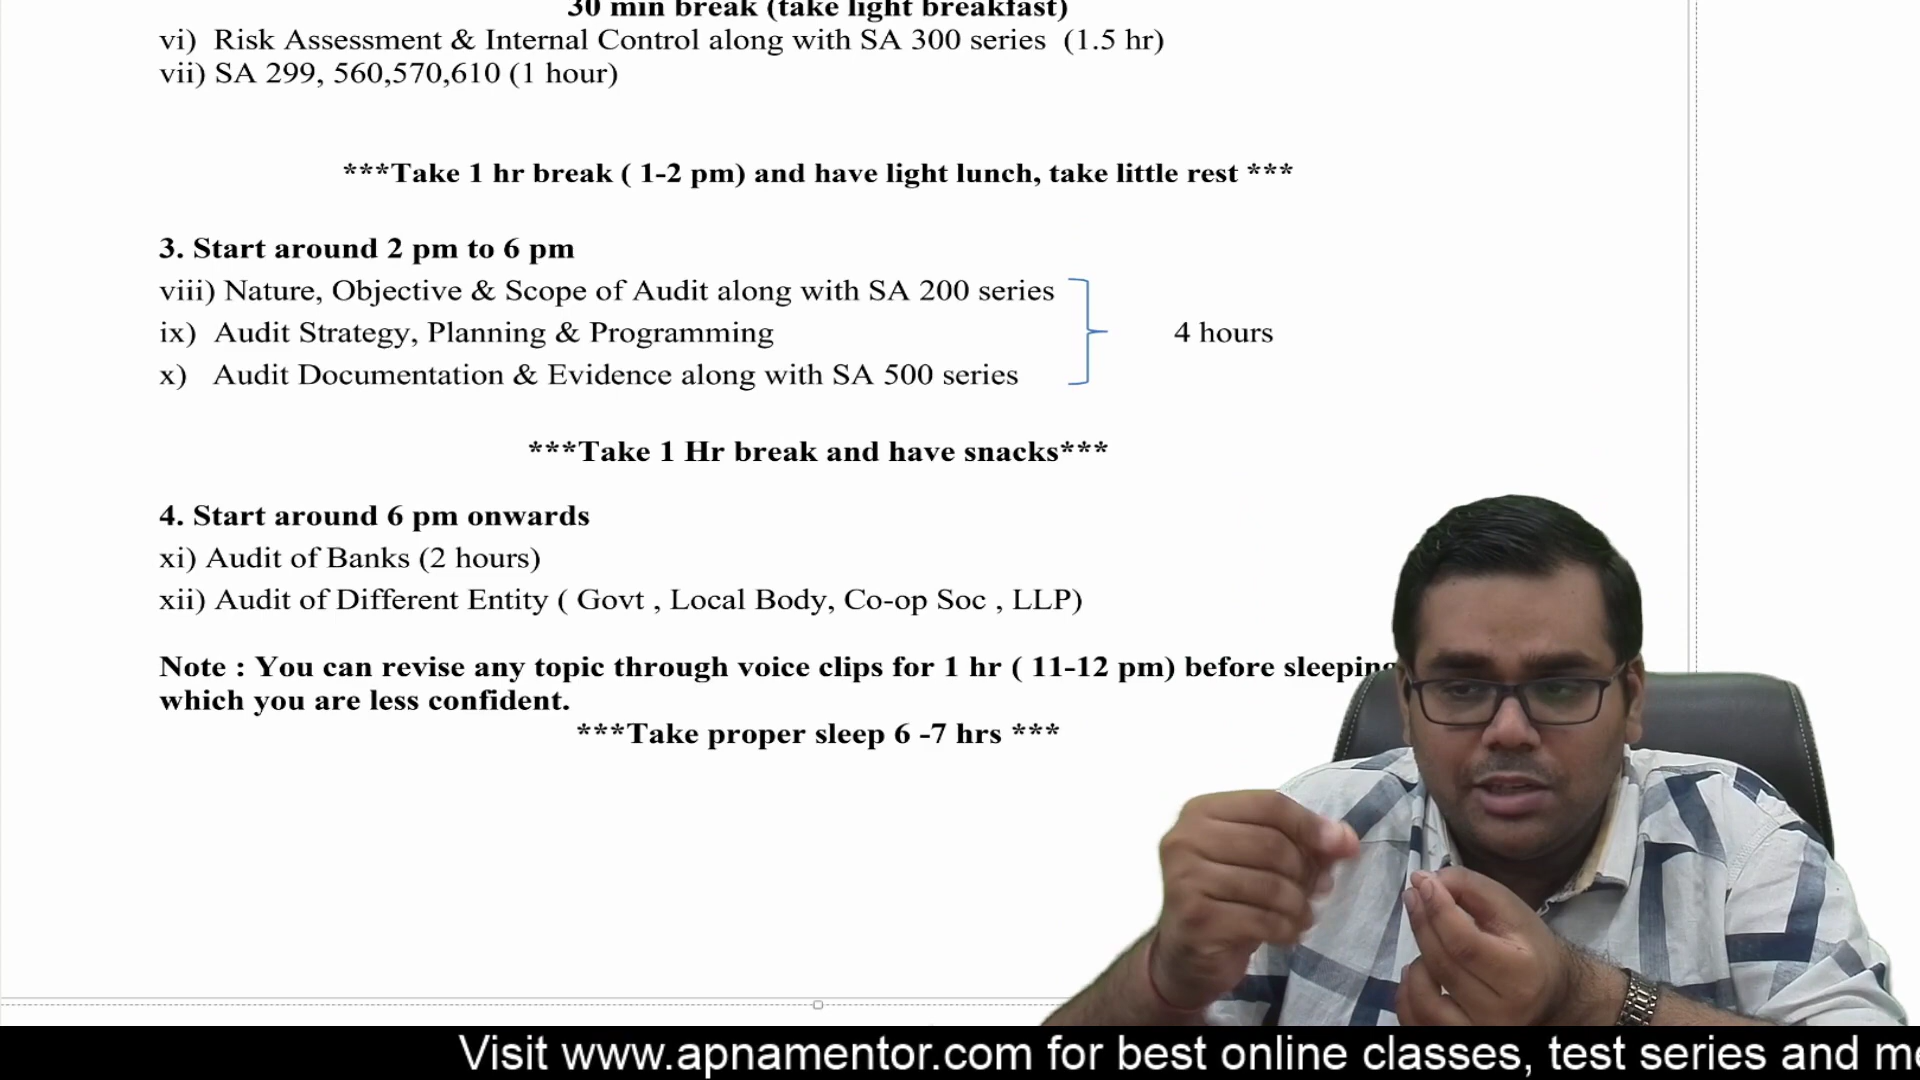 30 min break (take light breakfast)
vi) Risk Assessment & Internal Control along with SA 300 series (1.5 hr)
vii) SA 299, 560,570,610 (1 hour)
***Take 1 hr break ( 1-2 pm) and have light lunch, take little rest ***
3. Start around 2 pm to 6 pm
viii) Nature, Objective & Scope of Audit along with SA 200 series
ix) Audit Strategy, Planning & Programming
4 hours
x) Audit Documentation & Evidence along with SA 500 series
***Take 1 Hr break and have snacks***
4. Start around 6 pm onwards
xi) Audit of Banks (2 hours)
xii) Audit of Different Entity ( Govt , Local Body, Co-op Soc , LLP)
Note : You can revise any topic through voice clips for 1 hr ( 11-12 pm) before sleeping
which you are less confident.
***Take proper sleep 6 -7 hrs ***
Visit www.apnamentor.com for best online classes, test series and